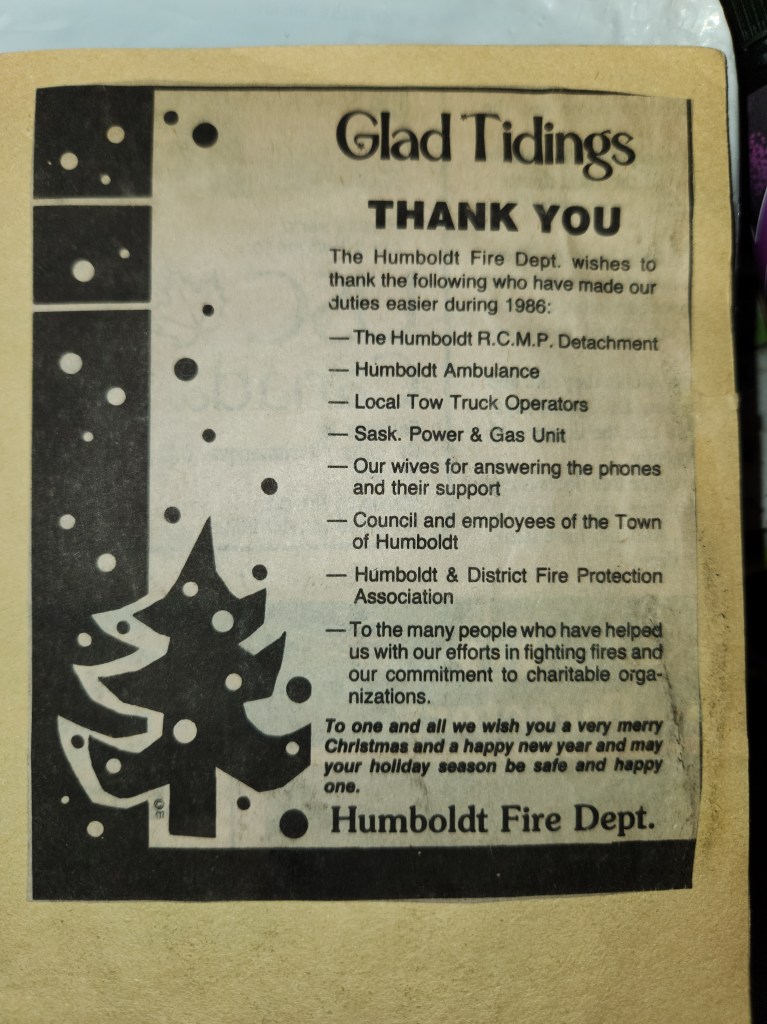 Glad Tidings
THANK YOU
The Humboldt Fire Dept. wishes to
thank the following who have made our
duties easier during 1986:
— The Humboldt R.C.M.P. Detachment
— Humboldt Ambulance
— Local Tow Truck Operators
— Sask. Power & Gas Unit
— Our wives for answering the phones
and their support
— Council and employees of the Town
of Humboldt
— Humboldt & District Fire Protection
Association
— To the many people who have helped
us with our efforts in fighting fires and
our commitment to charitable orga-
nizations.
To one and all we wish you a very merry
Christmas and a happy new year and may
your holiday season be safe and happy
one.
Humboldt Fire Dept.